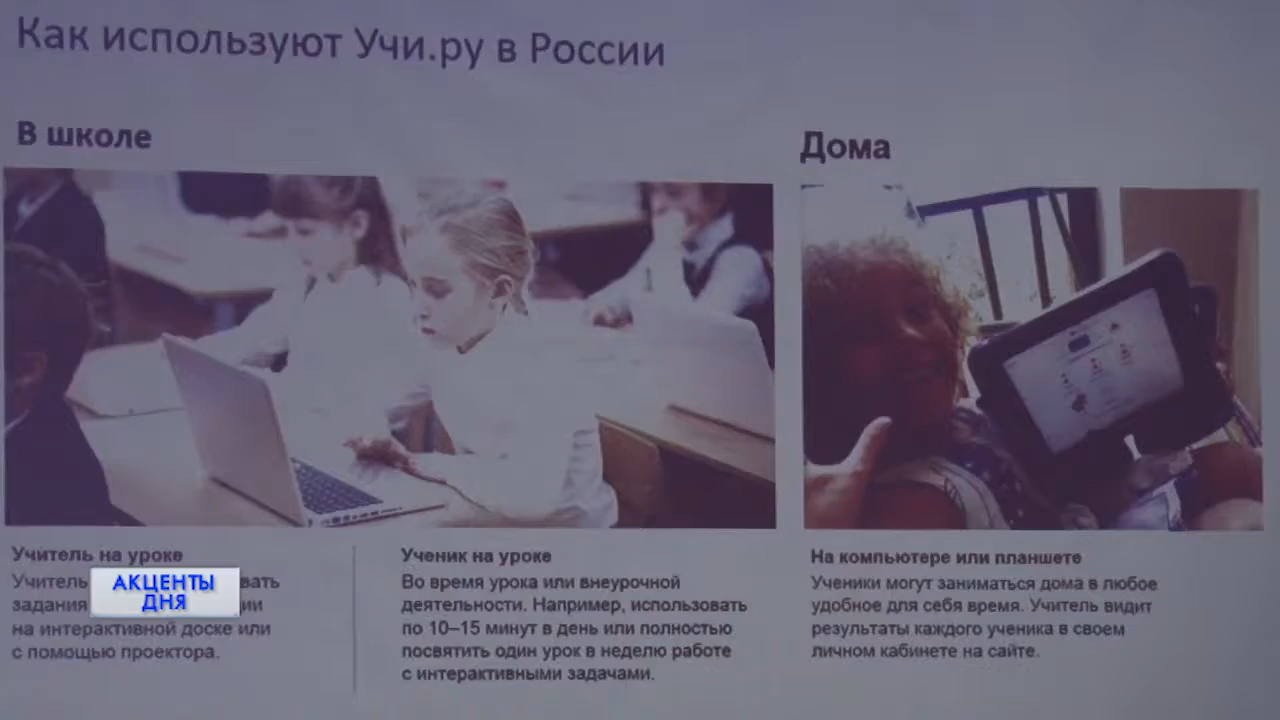 Как используют Учи.ру в России
В школе
Дома
Учитель на уроке
Учитель вать
задания ии
на интерактивной доске или
с помощью проектора.
АКЦЕНТЫ
ДНЯ
Ученик на уроке
Во время урока или внеурочной
деятельности. Например, использовать
по 10–15 минут в день или полностью
посвятить один урок в неделю работе
с интерактивными задачами.
На компьютере или планшете
Ученики могут заниматься дома в любое
удобное для себя время. Учитель видит
результаты каждого ученика в своем
личном кабинете на сайте.